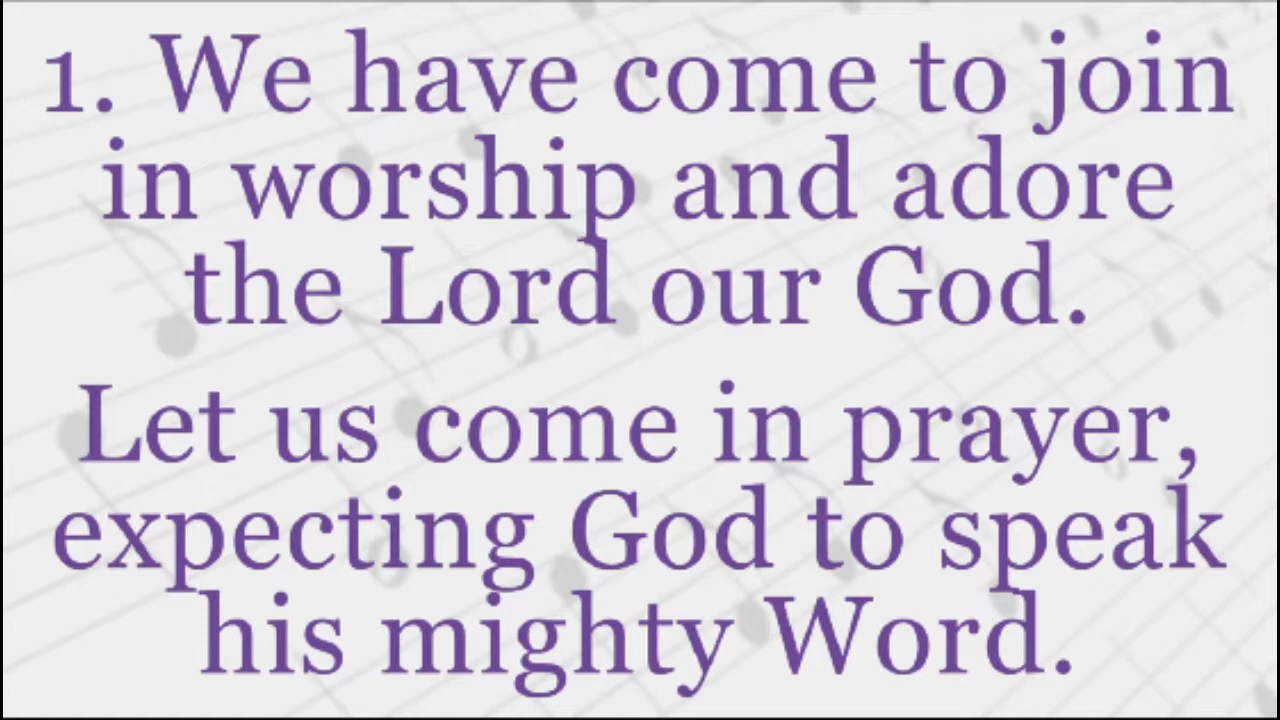 1. We have come to join
in worship and adore
the Lord our God.
Let us come in prayer,
expecting God to speak
his mighty Word.